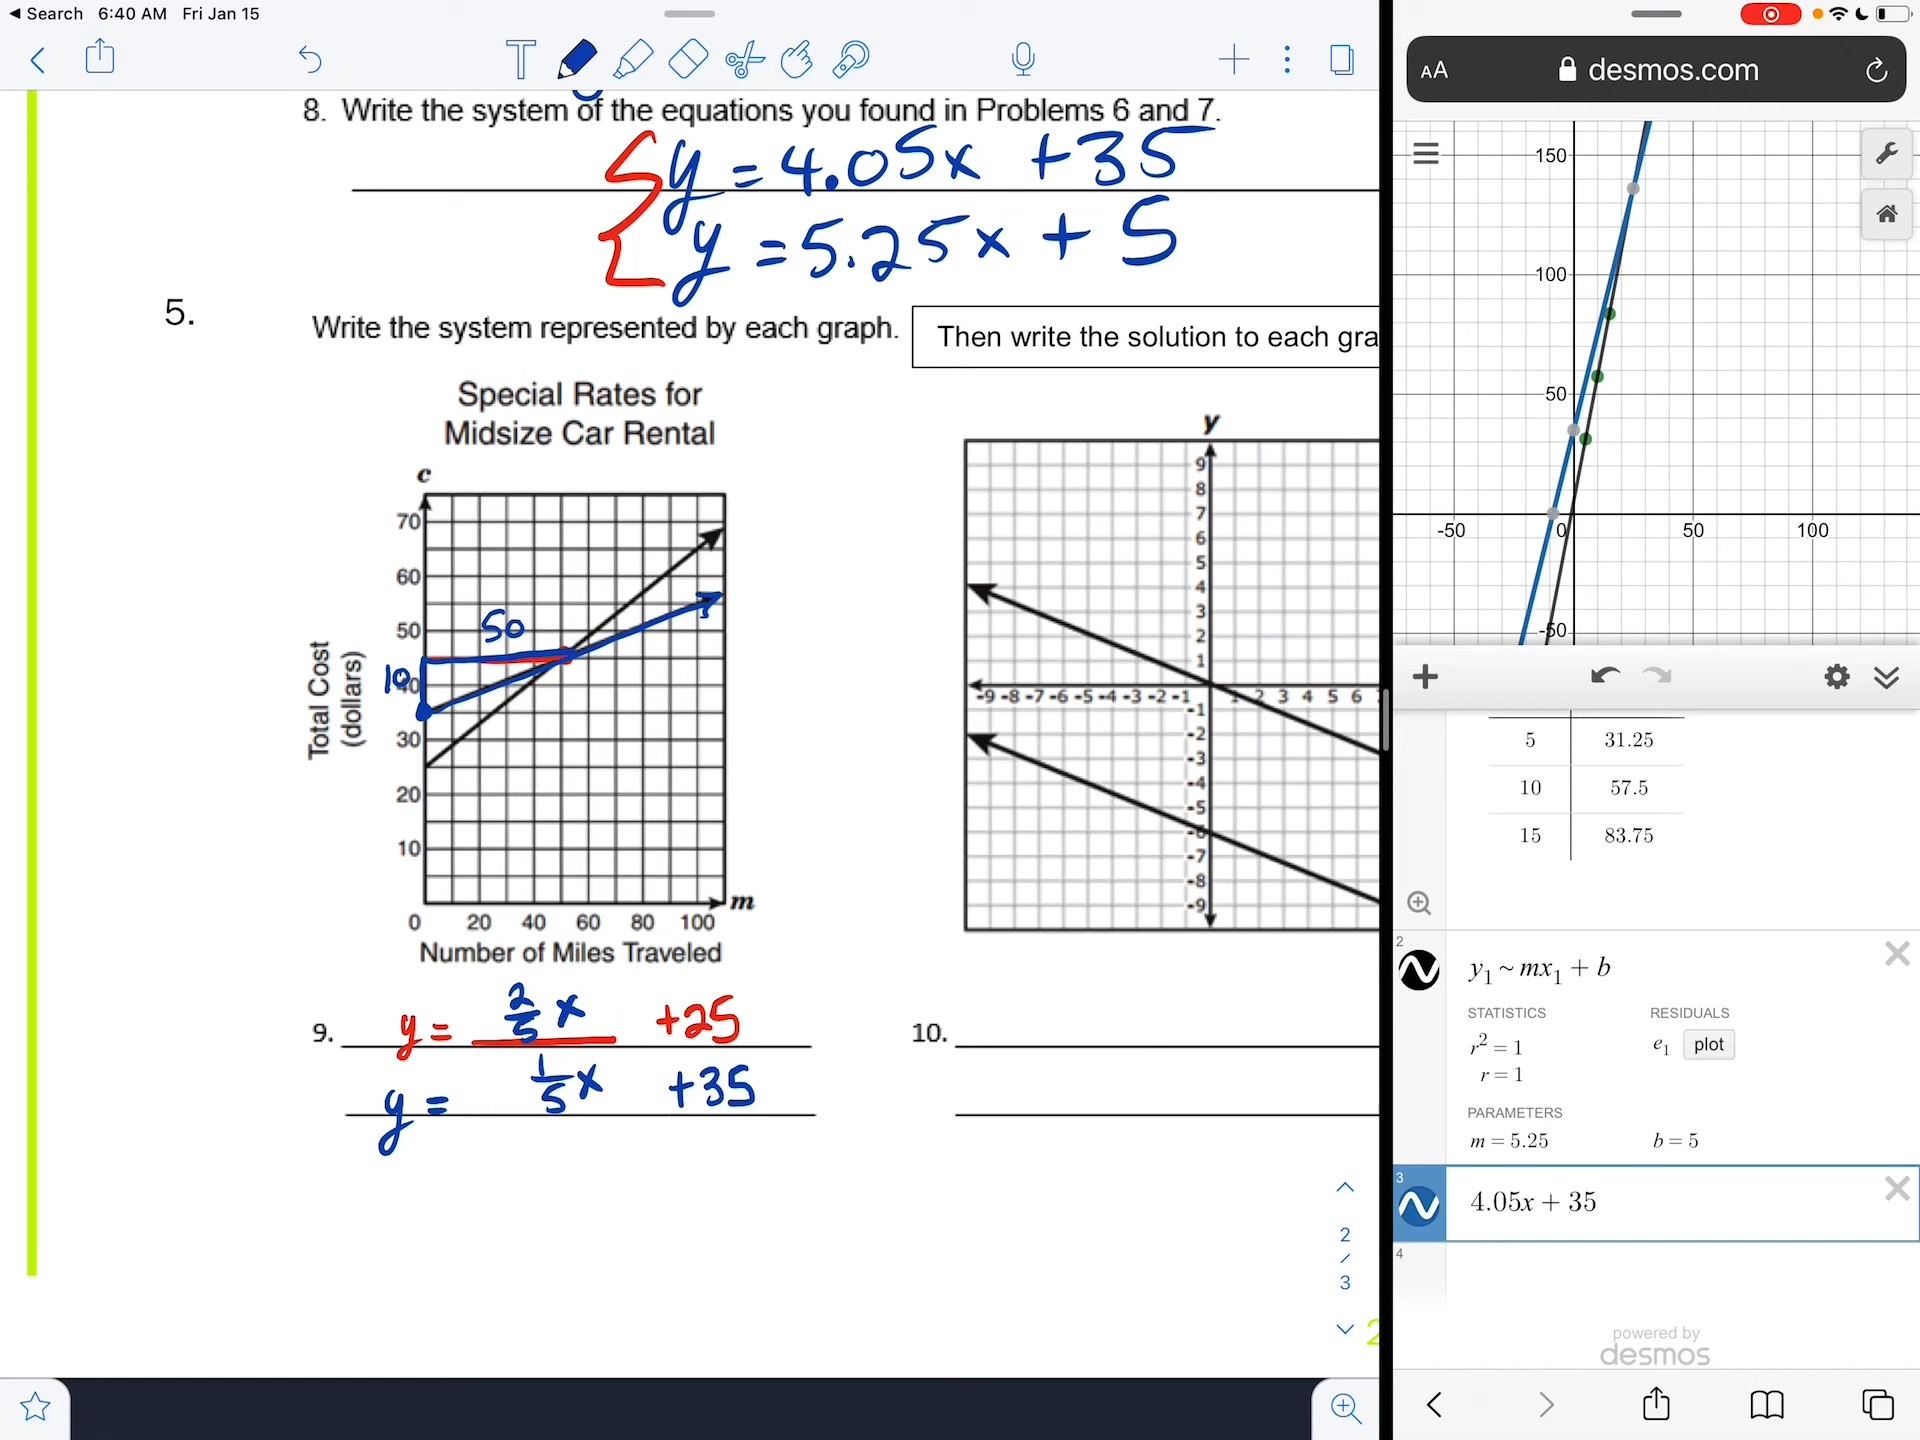 Search 6:40 AM Fri Jan 15
AA desmos.com
8. Write the system of the equations you found in Problems 6 and 7.
y = 4.05x + 35
y = 5.25x + 5
5.
Write the system represented by each graph.
Then write the solution to each gra
Special Rates for
Midsize Car Rental
c
70
60
50
40
30
20
10
0 20 40 60 80 100
m
Total Cost
(dollars)
Number of Miles Traveled
50
10
9. y = 2/5 x +25
y = 1/5 x +35
y
9
8
7
6
5
4
3
2
1
-9 -8 -7 -6 -5 -4 -3 -2 -1 1 2 3 4 5 6 7
-1
-2
-3
-4
-5
-6
-7
-8
-9
10.
2
/
3
2
150
100
50
-50 0 50 100
-50
5 31.25
10 57.5
15 83.75
2
y₁ ~ mx₁ + b
STATISTICS RESIDUALS
r² = 1 e₁ plot
r = 1
PARAMETERS
m = 5.25 b = 5
3
4.05x + 35
4
powered by
desmos